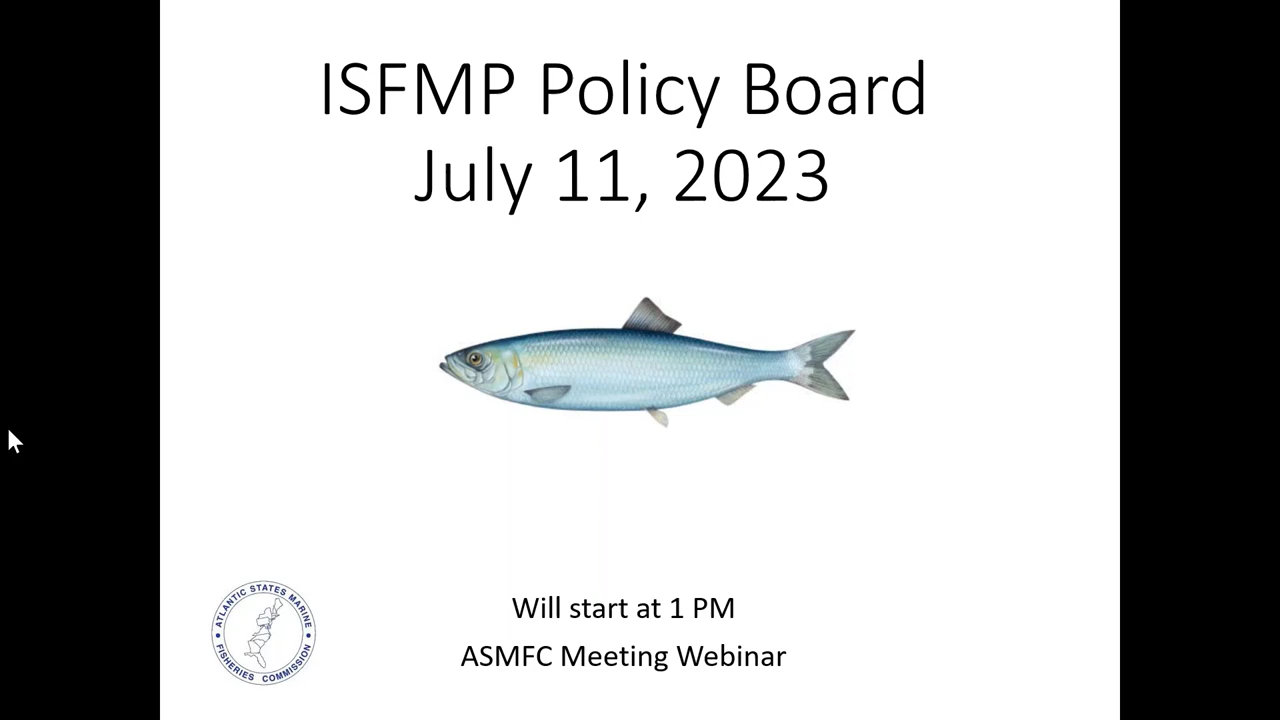 ISFMP Policy Board
July 11, 2023
Will start at 1 PM
ASMFC Meeting Webinar
ATLANTIC STATES MARINE
FISHERIES COMMISSION